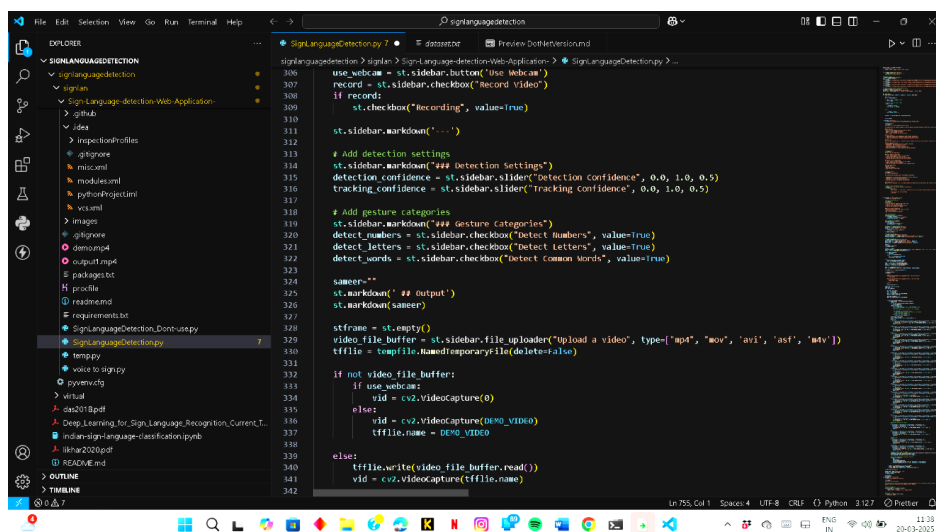 File Edit Selection View Go Run Terminal Help
signlanguagedetection
EXPLORER
SIGNLANGUAGEDETECTION
signlanguagedetection
signlan
Sign-Language-detection-Web-Application-
.github
.idea
inspectionProfiles
.gitignore
misc.xml
modules.xml
pythonProject.iml
vcs.xml
images
.gitignore
demo.mp4
output1.mp4
packages.txt
procfile
readme.md
requirements.txt
SignLanguageDetection_Dont-use.py
SignLanguageDetection.py 7
temp.py
voice to sign.py
pyvenv.cfg
virtual
das2018.pdf
Deep_Learning_for_Sign_Language_Recognition_Current_T...
indian-sign-language-classification.ipynb
likhar2020.pdf
README.md
OUTLINE
TIMELINE
SignLanguageDetection.py 7
dataset.txt
Preview DotNetVersion.md
signlanguagedetection > signlan > Sign-Language-detection-Web-Application- > SignLanguageDetection.py > ...
306 use_webcam = st.sidebar.button('Use Webcam')
307 record = st.sidebar.checkbox("Record Video")
308 if record:
309 st.checkbox("Recording", value=True)
310
311 st.sidebar.markdown('---')
312
313 # Add detection settings
314 st.sidebar.markdown("### Detection Settings")
315 detection_confidence = st.sidebar.slider("Detection Confidence", 0.0, 1.0, 0.5)
316 tracking_confidence = st.sidebar.slider("Tracking Confidence", 0.0, 1.0, 0.5)
317
318 # Add gesture categories
319 st.sidebar.markdown("### Gesture Categories")
320 detect_numbers = st.sidebar.checkbox("Detect Numbers", value=True)
321 detect_letters = st.sidebar.checkbox("Detect Letters", value=True)
322 detect_words = st.sidebar.checkbox("Detect Common Words", value=True)
323
324 sameer=""
325 st.markdown(' ## Output')
326 st.markdown(sameer)
327
328 stframe = st.empty()
329 video_file_buffer = st.sidebar.file_uploader("Upload a video", type=["mp4", "mov", 'avi', 'asf', 'm4v'])
330 tfflie = tempfile.NamedTemporaryFile(delete=False)
331
332 if not video_file_buffer:
333 if use_webcam:
334 vid = cv2.VideoCapture(0)
335 else:
336 vid = cv2.VideoCapture(DEMO_VIDEO)
337 tfflie.name = DEMO_VIDEO
338
339 else:
340 tfflie.write(video_file_buffer.read())
341 vid = cv2.VideoCapture(tfflie.name)
342
0 7
Ln 755, Col 1 Spaces: 4 UTF-8 CRLF {} Python 3.12.7 Prettier
ENG
IN
11:38
20-03-2025